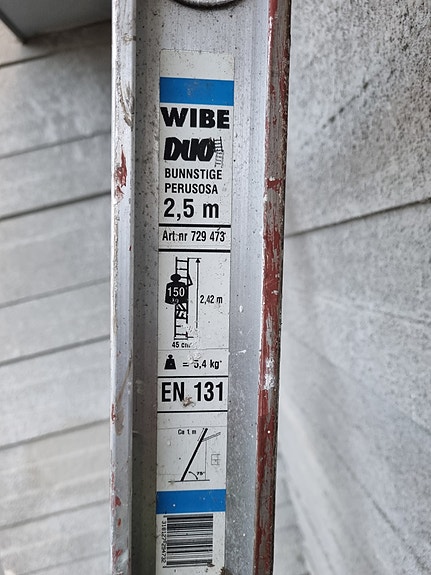 WIBE
DUO
BUNNSTIGE
PERUSOSA
2,5 m
Art.nr 729 473
150
kg
2,42 m
45 cm
= 5,4 kg
EN 131
Ca 1 m
75°